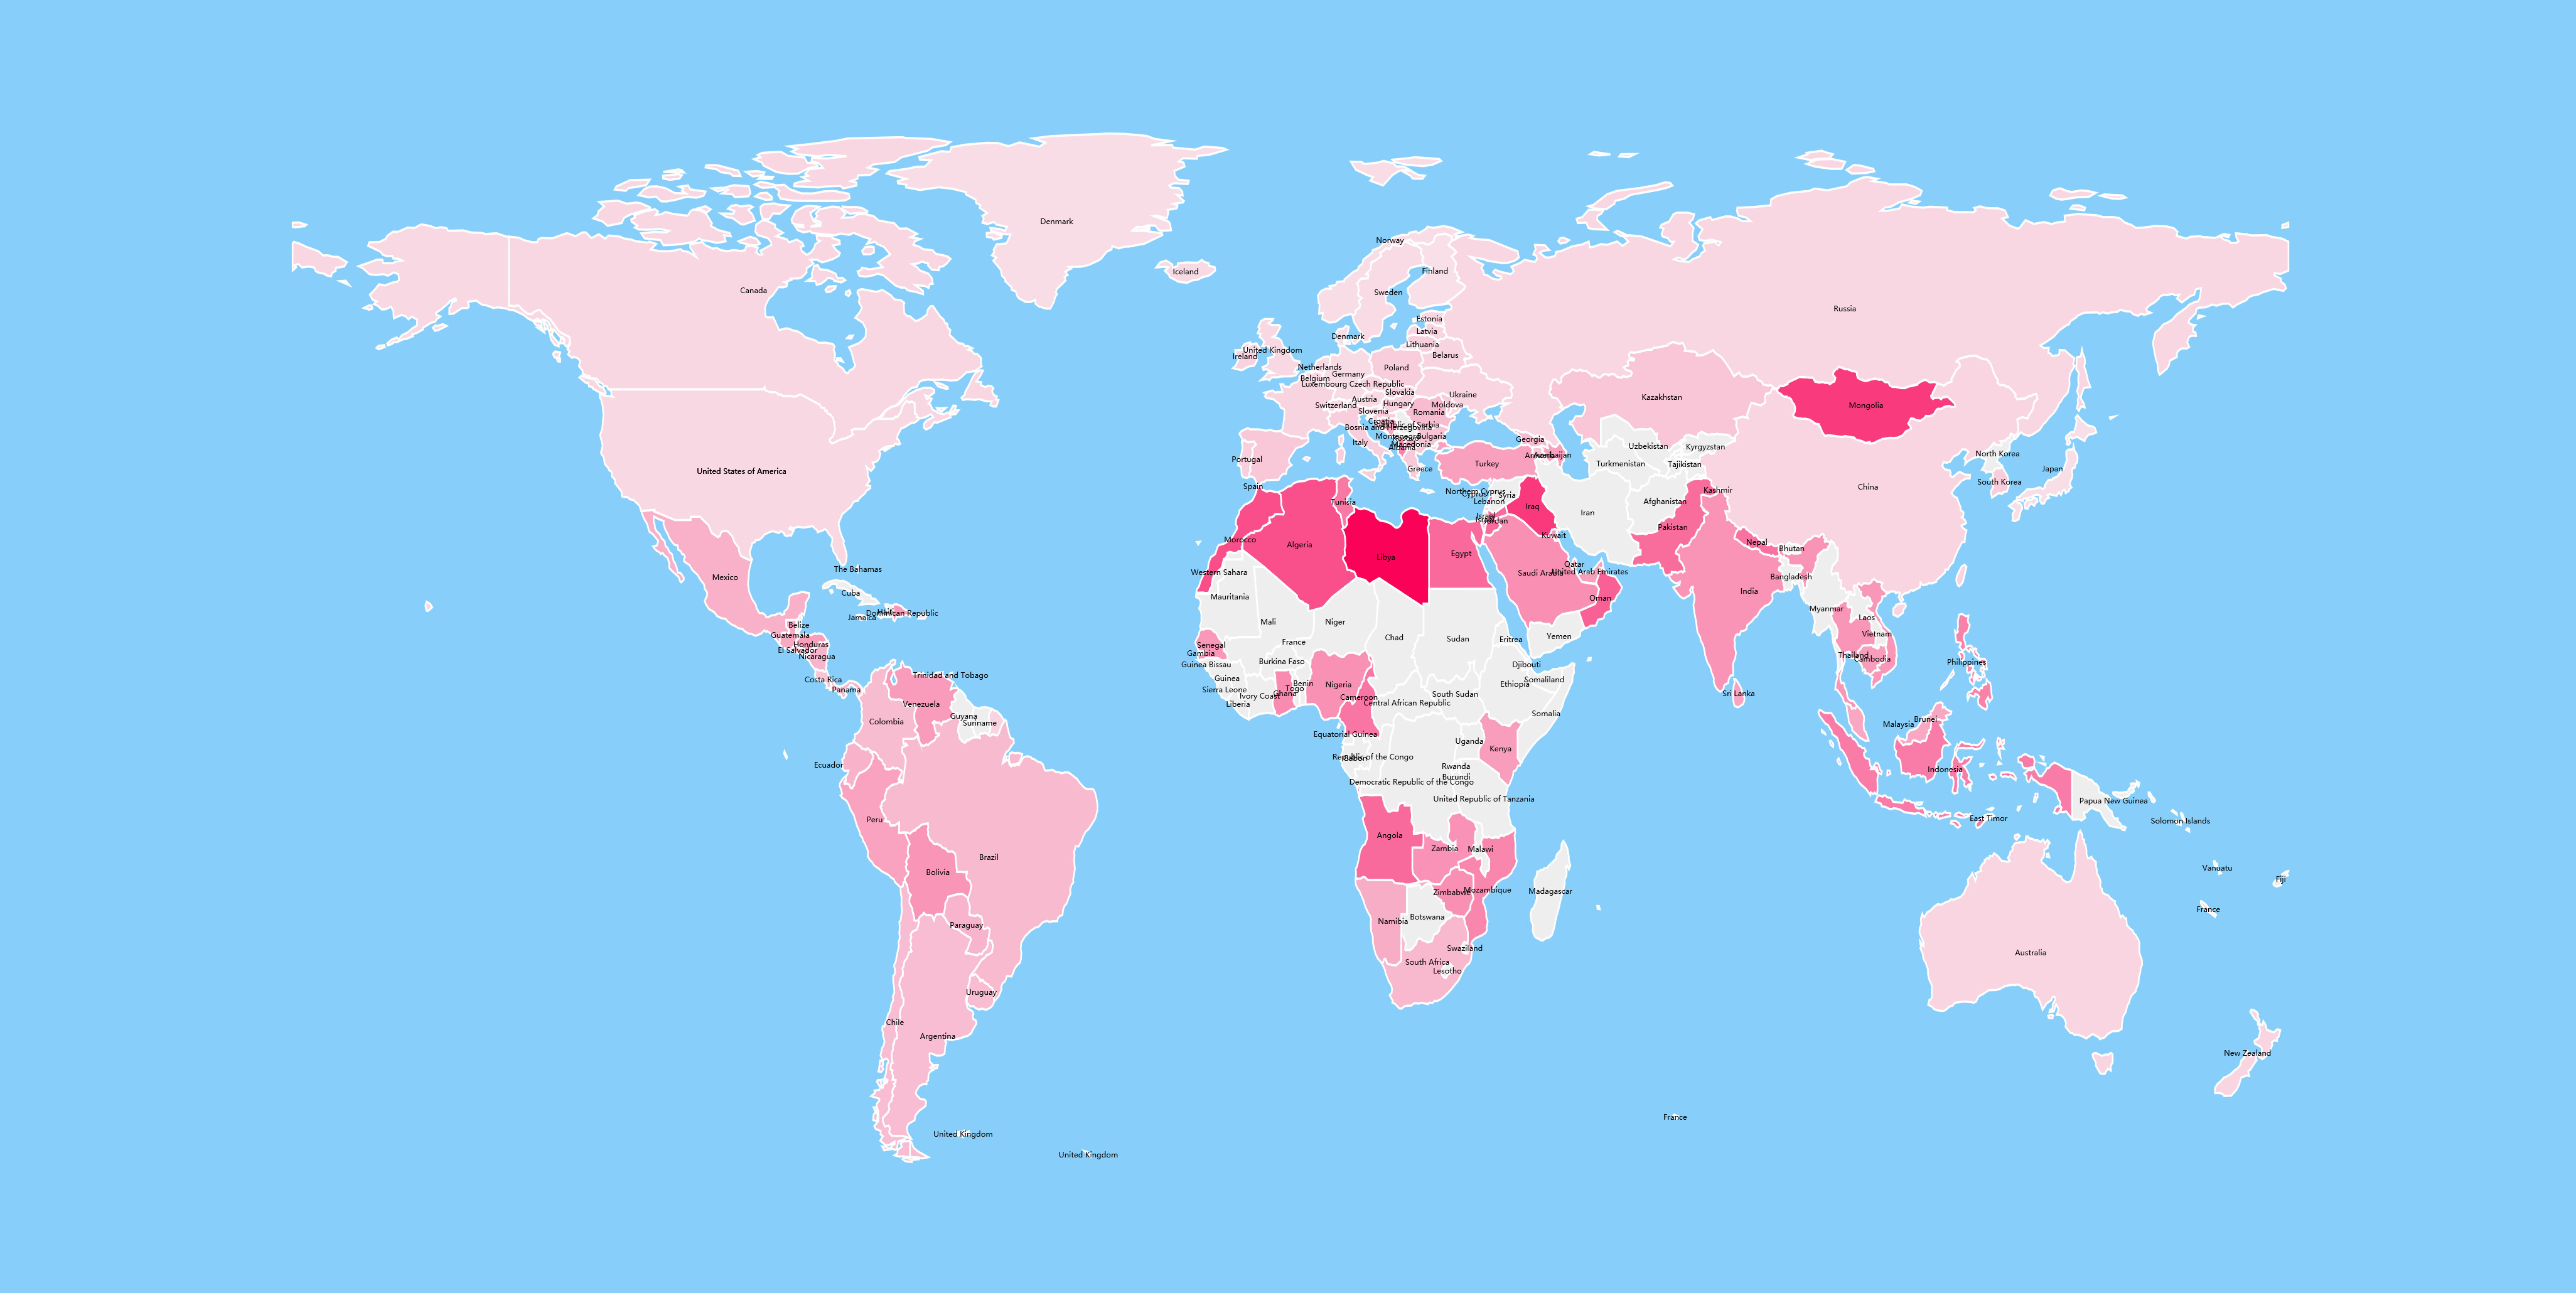 Denmark
Norway
Iceland
Finland
Canada
Sweden
Russia
Estonia
Latvia
Denmark
Lithuania
United Kingdom
Ireland
Belarus
Netherlands
Poland
Germany
Belgium
Luxembourg
Czech Republic
Slovakia
Ukraine
Austria
Kazakhstan
Switzerland
Hungary
Moldova
Mongolia
Slovenia
Romania
Croatia
Republic of Serbia
Bosnia and Herzegovina
Montenegro
Bulgaria
Georgia
Italy
Macedonia
Albania
Uzbekistan
Kyrgyzstan
Armenia
Azerbaijan
North Korea
Portugal
Turkey
Turkmenistan
Tajikistan
Greece
Japan
United States of America
South Korea
Spain
China
Kashmir
Northern Cyprus
Cyprus
Syria
Tunisia
Lebanon
Afghanistan
Iraq
Iran
Israel
Jordan
Pakistan
Kuwait
Morocco
Algeria
Nepal
Bhutan
Libya
Egypt
Qatar
The Bahamas
Western Sahara
Saudi Arabia
United Arab Emirates
Mexico
Bangladesh
India
Cuba
Mauritania
Oman
Myanmar
Haiti
Dominican Republic
Jamaica
Laos
Belize
Mali
Niger
Guatemala
Chad
Sudan
Eritrea
Yemen
Vietnam
Honduras
Senegal
France
El Salvador
Gambia
Nicaragua
Thailand
Cambodia
Burkina Faso
Philippines
Guinea Bissau
Djibouti
Trinidad and Tobago
Guinea
Costa Rica
Somaliland
Benin
Nigeria
Ethiopia
Panama
Sierra Leone
Togo
Ghana
Ivory Coast
South Sudan
Sri Lanka
Cameroon
Venezuela
Liberia
Central African Republic
Guyana
Somalia
Colombia
Suriname
Brunei
Malaysia
Equatorial Guinea
Uganda
Kenya
Republic of the Congo
Gabon
Ecuador
Rwanda
Indonesia
Burundi
Democratic Republic of the Congo
United Republic of Tanzania
Papua New Guinea
Peru
East Timor
Solomon Islands
Angola
Zambia
Malawi
Brazil
Vanuatu
Bolivia
Fiji
Zimbabwe
Mozambique
Madagascar
France
Botswana
Namibia
Paraguay
Swaziland
Australia
South Africa
Lesotho
Uruguay
Chile
Argentina
New Zealand
France
United Kingdom
United Kingdom